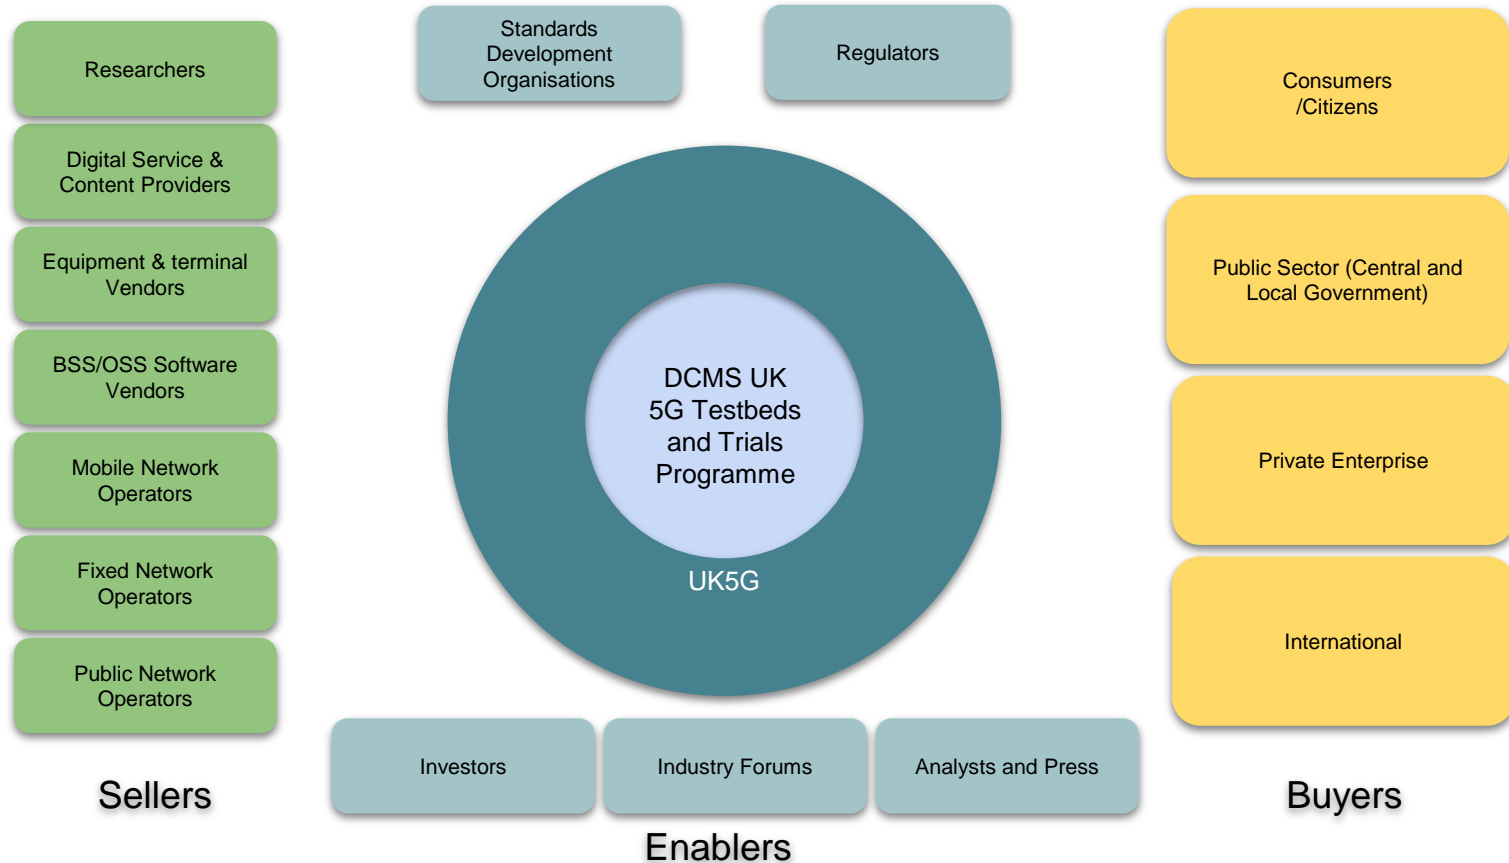 Researchers
Digital Service &
Content Providers
Equipment & terminal
Vendors
BSS/OSS Software
Vendors
Mobile Network
Operators
Fixed Network
Operators
Public Network
Operators
Sellers
Standards
Development
Organisations
Regulators
DCMS UK
5G Testbeds
and Trials
Programme
UK5G
Investors
Industry Forums
Analysts and Press
Enablers
Consumers
/Citizens
Public Sector (Central and
Local Government)
Private Enterprise
International
Buyers